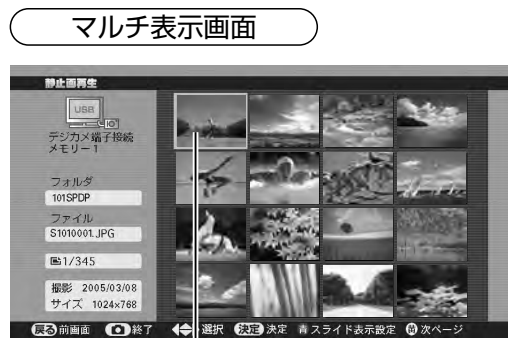 マルチ表示画面
静止画再生
USB
デジカメ端子接続
メモリー1
フォルダ
101SPDP
ファイル
S1010001.JPG
1/345
撮影 2005/03/08
サイズ 1024×768
戻る 前画面 終了 選択 決定 決定 青 スライド表示設定 黄 次ページ